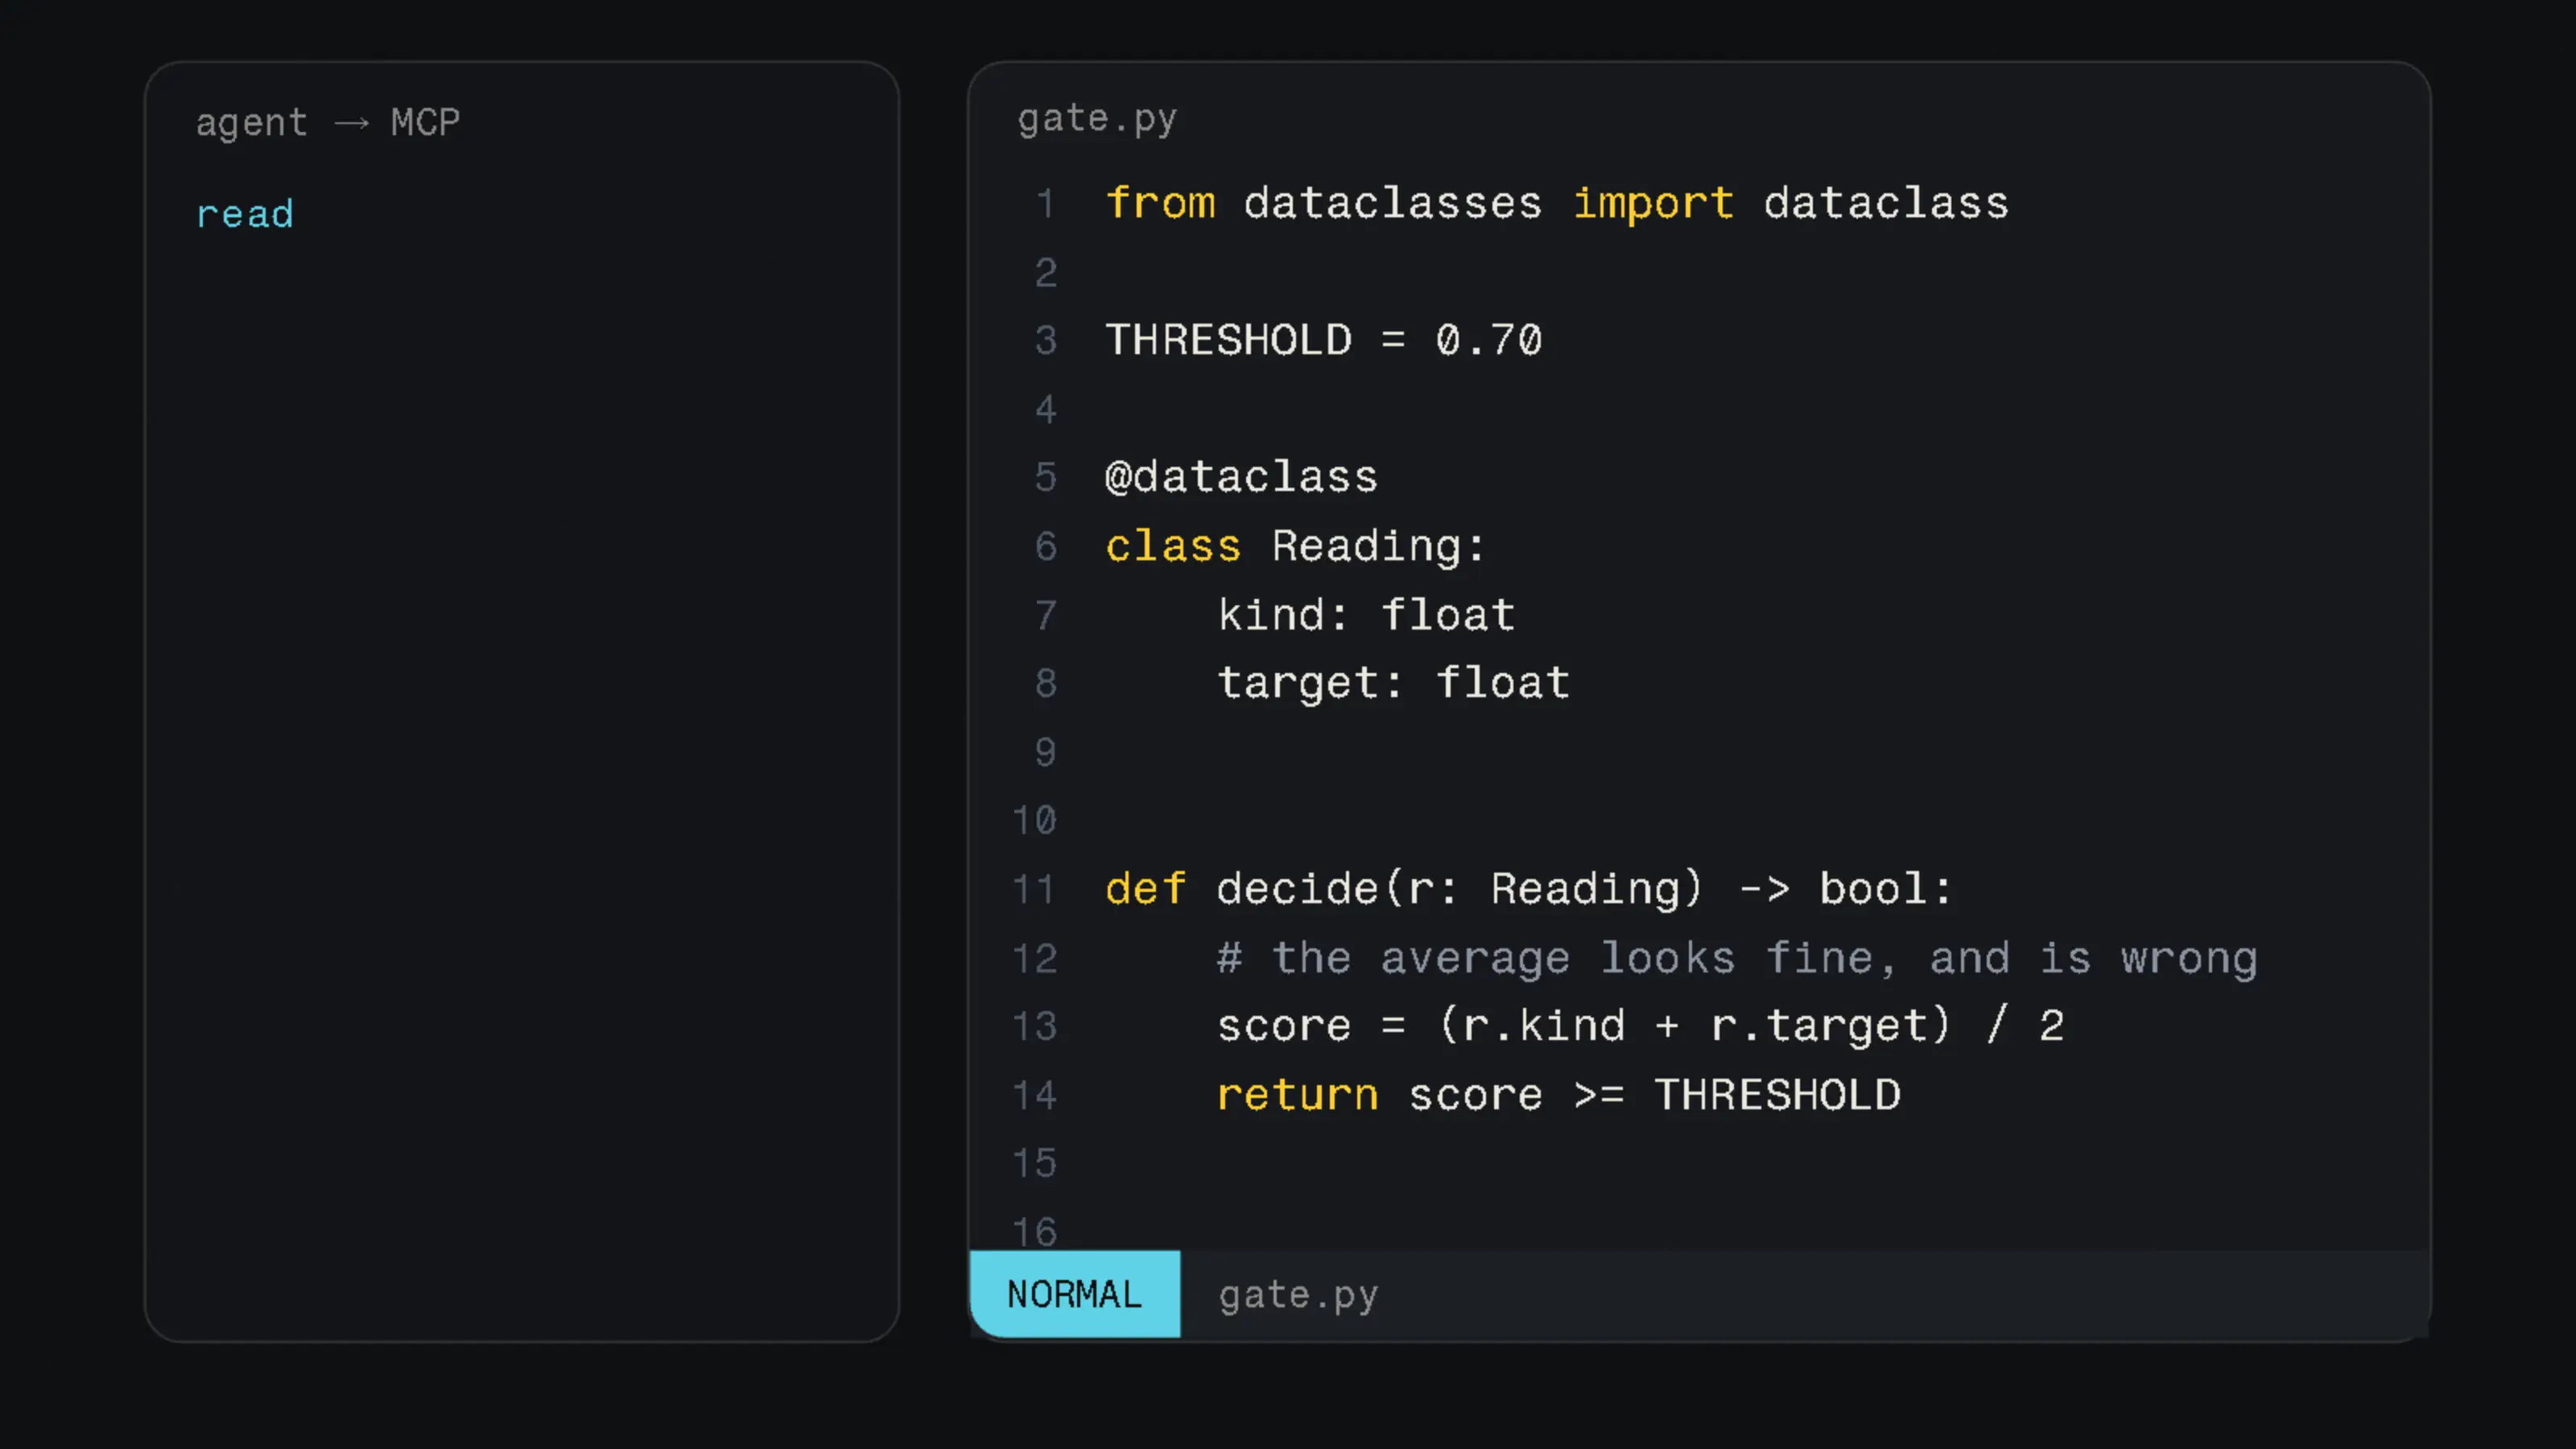 agent → MCP
read
gate.py
1 from dataclasses import dataclass
2
3 THRESHOLD = 0.70
4
5 @dataclass
6 class Reading:
7     kind: float
8     target: float
9
10
11 def decide(r: Reading) -> bool:
12     # the average looks fine, and is wrong
13     score = (r.kind + r.target) / 2
14     return score >= THRESHOLD
15
16
NORMAL gate.py